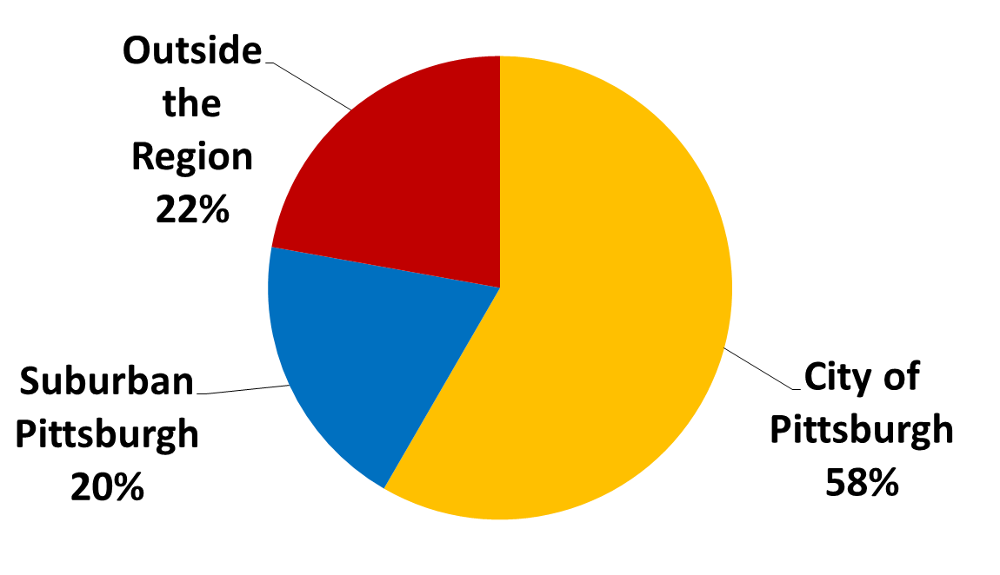 Outside
the
Region
22%
Suburban
Pittsburgh
20%
City of
Pittsburgh
58%